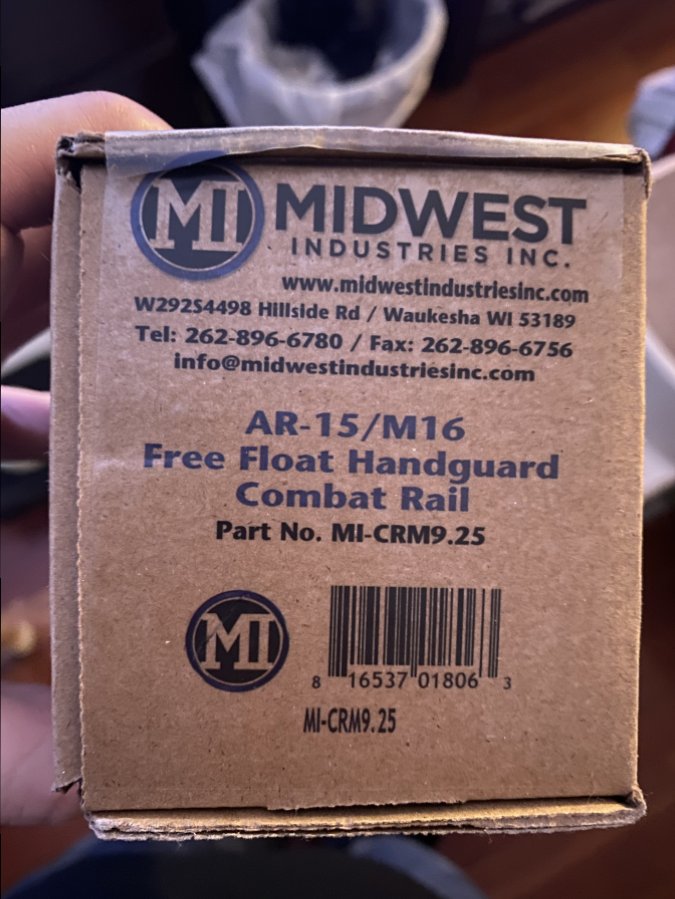 MI MIDWEST
INDUSTRIES INC.
www.midwestindustriesinc.com
W292S4498 Hillside Rd / Waukesha WI 53189
Tel: 262-896-6780 / Fax: 262-896-6756
info@midwestindustriesinc.com
AR-15/M16
Free Float Handguard
Combat Rail
Part No. MI-CRM9.25
MI
8 16537 01806 3
MI-CRM9.25